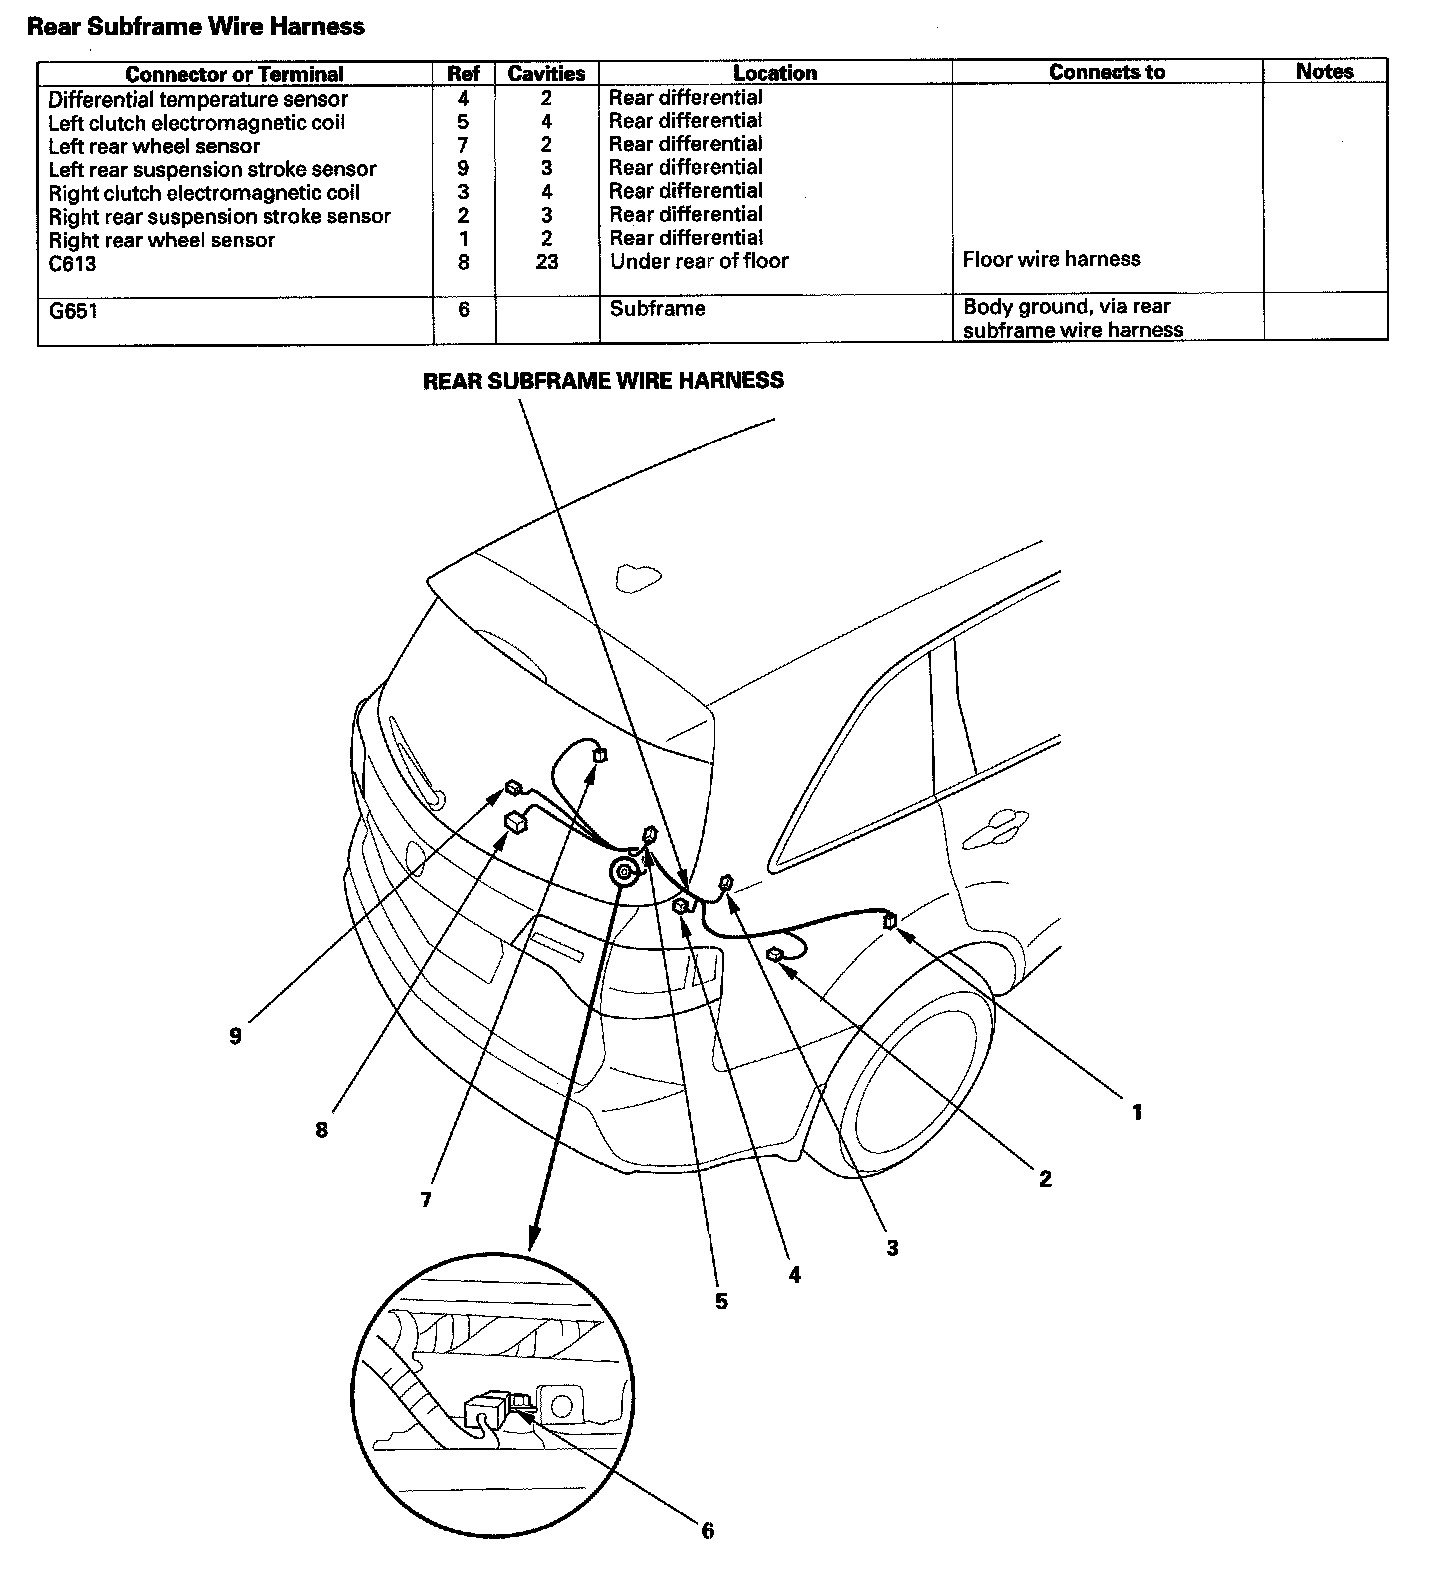 Rear Subframe Wire Harness
Connector or Terminal Ref Cavities Location Connects to Notes
Differential temperature sensor 4 2 Rear differential
Left clutch electromagnetic coil 5 4 Rear differential
Left rear wheel sensor 7 2 Rear differential
Left rear suspension stroke sensor 9 3 Rear differential
Right clutch electromagnetic coil 3 4 Rear differential
Right rear suspension stroke sensor 2 3 Rear differential
Right rear wheel sensor 1 2 Rear differential
C613 8 23 Under rear of floor Floor wire harness
G651 6 Subframe Body ground, via rear
subframe wire harness
REAR SUBFRAME WIRE HARNESS
9
8
7
1
2
3
4
5
6